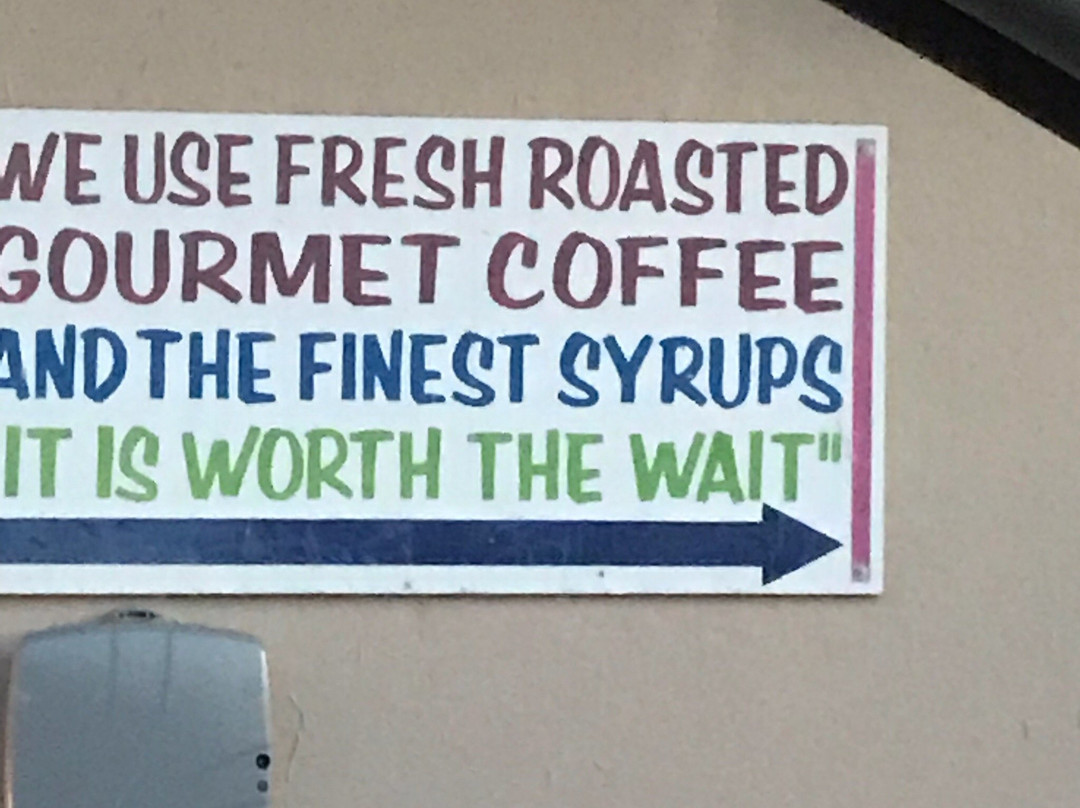 WE USE FRESH ROASTED
GOURMET COFFEE
AND THE FINEST SYRUPS
IT IS WORTH THE WAIT"